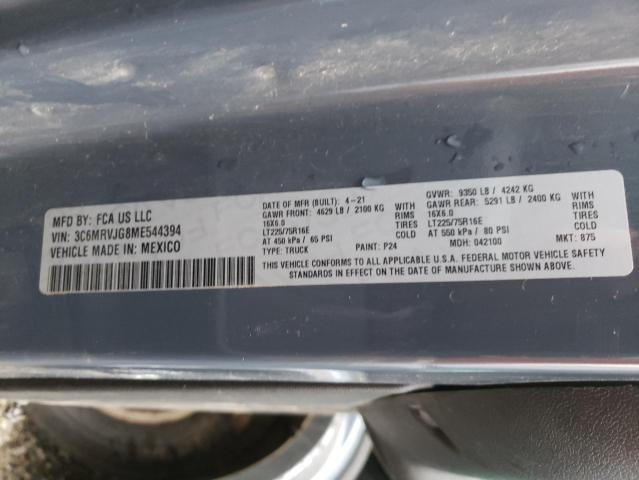 MFD BY: FCA US LLC
VIN: 3C6MRVJG8ME544394
VEHICLE MADE IN: MEXICO
DATE OF MFR (BUILT): 4-21
GAWR FRONT: 4629 LB / 2100 KG WITH
16X6.0 RIMS
LT225/75R16E TIRES
AT 450 kPa / 65 PSI COLD
TYPE: TRUCK PAINT: P24
GVWR: 9350 LB / 4242 KG
GAWR REAR: 5291 LB / 2400 KG WITH
16X6.0 RIMS
LT225/75R16E TIRES
AT 550 kPa / 80 PSI COLD
MDH: 042100 MKT: 875
THIS VEHICLE CONFORMS TO ALL APPLICABLE U.S.A. FEDERAL MOTOR VEHICLE SAFETY
STANDARDS IN EFFECT ON THE DATE OF MANUFACTURE SHOWN ABOVE.